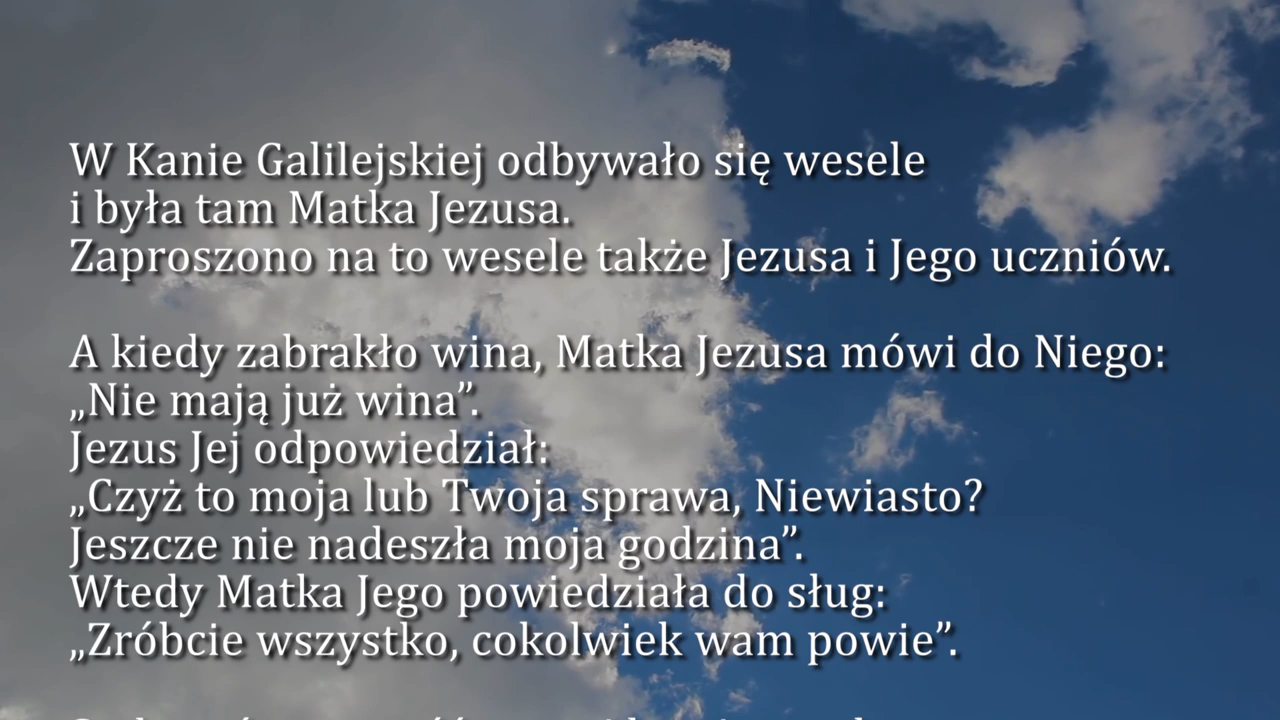 W Kanie Galilejskiej odbywało się wesele
i była tam Matka Jezusa.
Zaproszono na to wesele także Jezusa i Jego uczniów.
A kiedy zabrakło wina, Matka Jezusa mówi do Niego:
„Nie mają już wina”.
Jezus Jej odpowiedział:
„Czyż to moja lub Twoja sprawa, Niewiasto?
Jeszcze nie nadeszła moja godzina”.
Wtedy Matka Jego powiedziała do sług:
„Zróbcie wszystko, cokolwiek wam powie”.